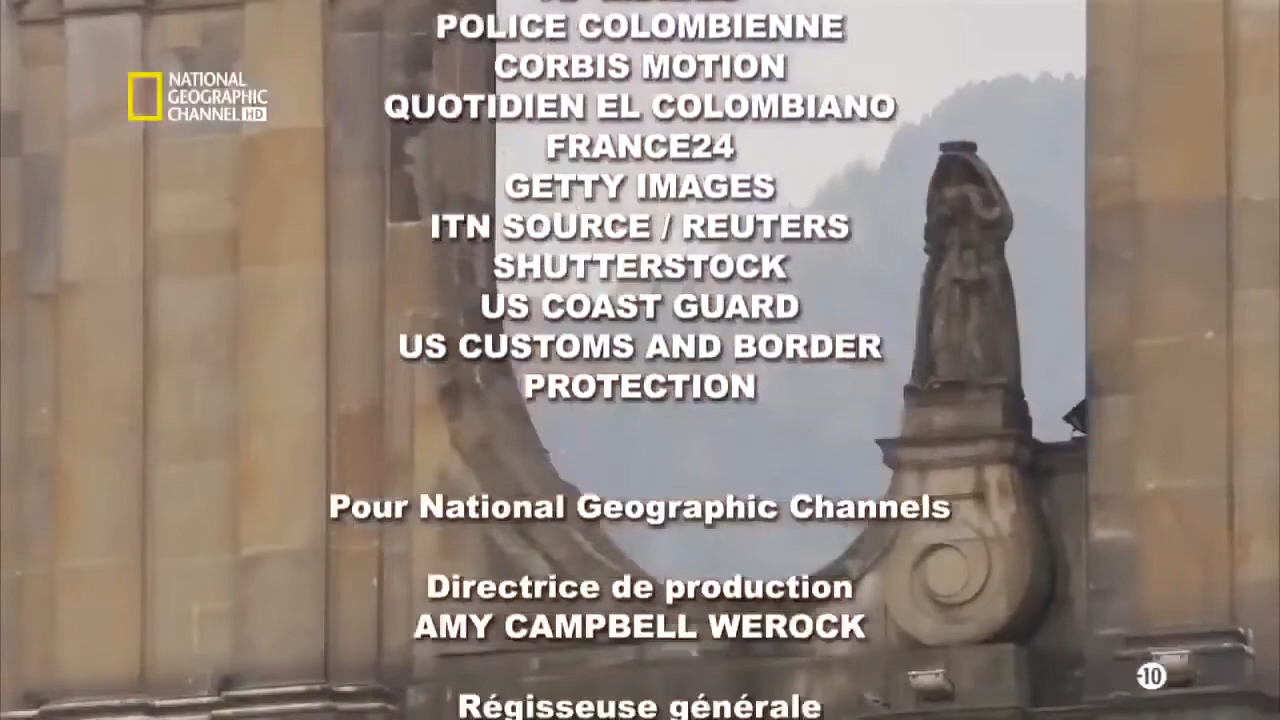 POLICE COLOMBIENNE
CORBIS MOTION
QUOTIDIEN EL COLOMBIANO
FRANCE24
GETTY IMAGES
ITN SOURCE / REUTERS
SHUTTERSTOCK
US COAST GUARD
US CUSTOMS AND BORDER
PROTECTION
NATIONAL
GEOGRAPHIC
CHANNEL HD
Pour National Geographic Channels
Directrice de production
AMY CAMPBELL WEROCK
Régisseuse générale
-10